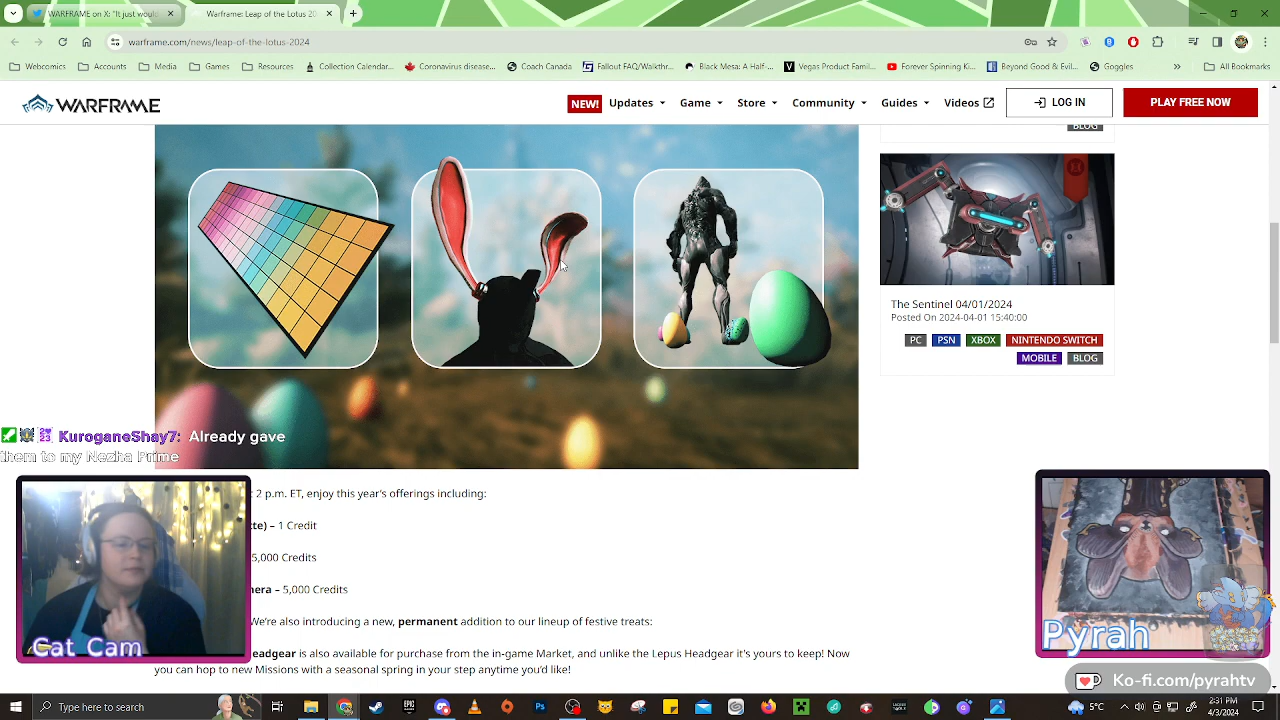 WARFRAME on X: "It just would
Warframe: Leap of the Lotus 20
warframe.com/news/leap-of-the-lotus-2024
Webcomics
Accounts
Media
Games
Resources
Collection Calendar...
Coronavirus disease...
Coach Canada
Fallout FAQ/Walkthr...
Black Mesa: A Half-...
Vegas Product Famil...
Forever Spinning Ki...
Beyond Good & Evil...
Goggles
»
All Bookmarks
WARFRAME
NEW!
Updates
Game
Store
Community
Guides
Videos
LOG IN
PLAY FREE NOW
BLOG
The Sentinel 04/01/2024
Posted On 2024-04-01 15:40:00
PC PSN XBOX NINTENDO SWITCH
MOBILE BLOG
KuroganeShay7: Already gave
them to my Nezha Prime
2 p.m. ET, enjoy this year's offerings including:
te) – 1 Credit
5,000 Credits
era – 5,000 Credits
We're also introducing a new, permanent addition to our lineup of festive treats:
eadgear is also available for purchase from the in-game Market, and unlike the Lepus Headgear it's yours to keep! Now
you can hop to new Missions with a seasonal spring in your step anytime you'd like!
Cat Cam
Pyrah
Ko-fi.com/pyrahtv
Type here to search
5°C
2:31 PM
4/3/2024